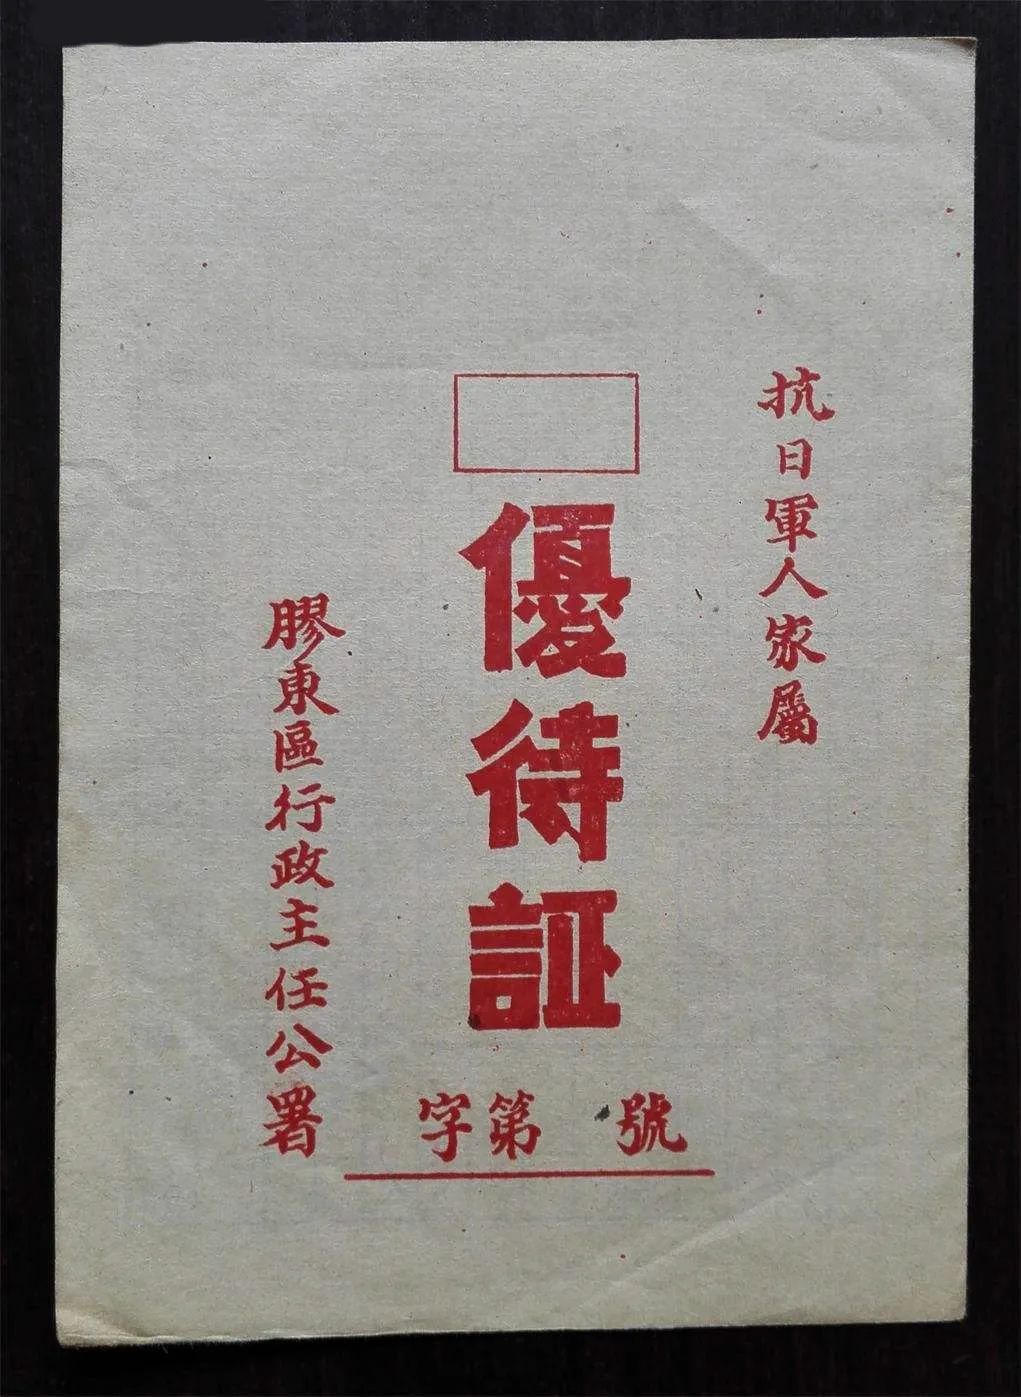 抗日軍人家屬
優待証
字第 號
膠東區行政主任公署